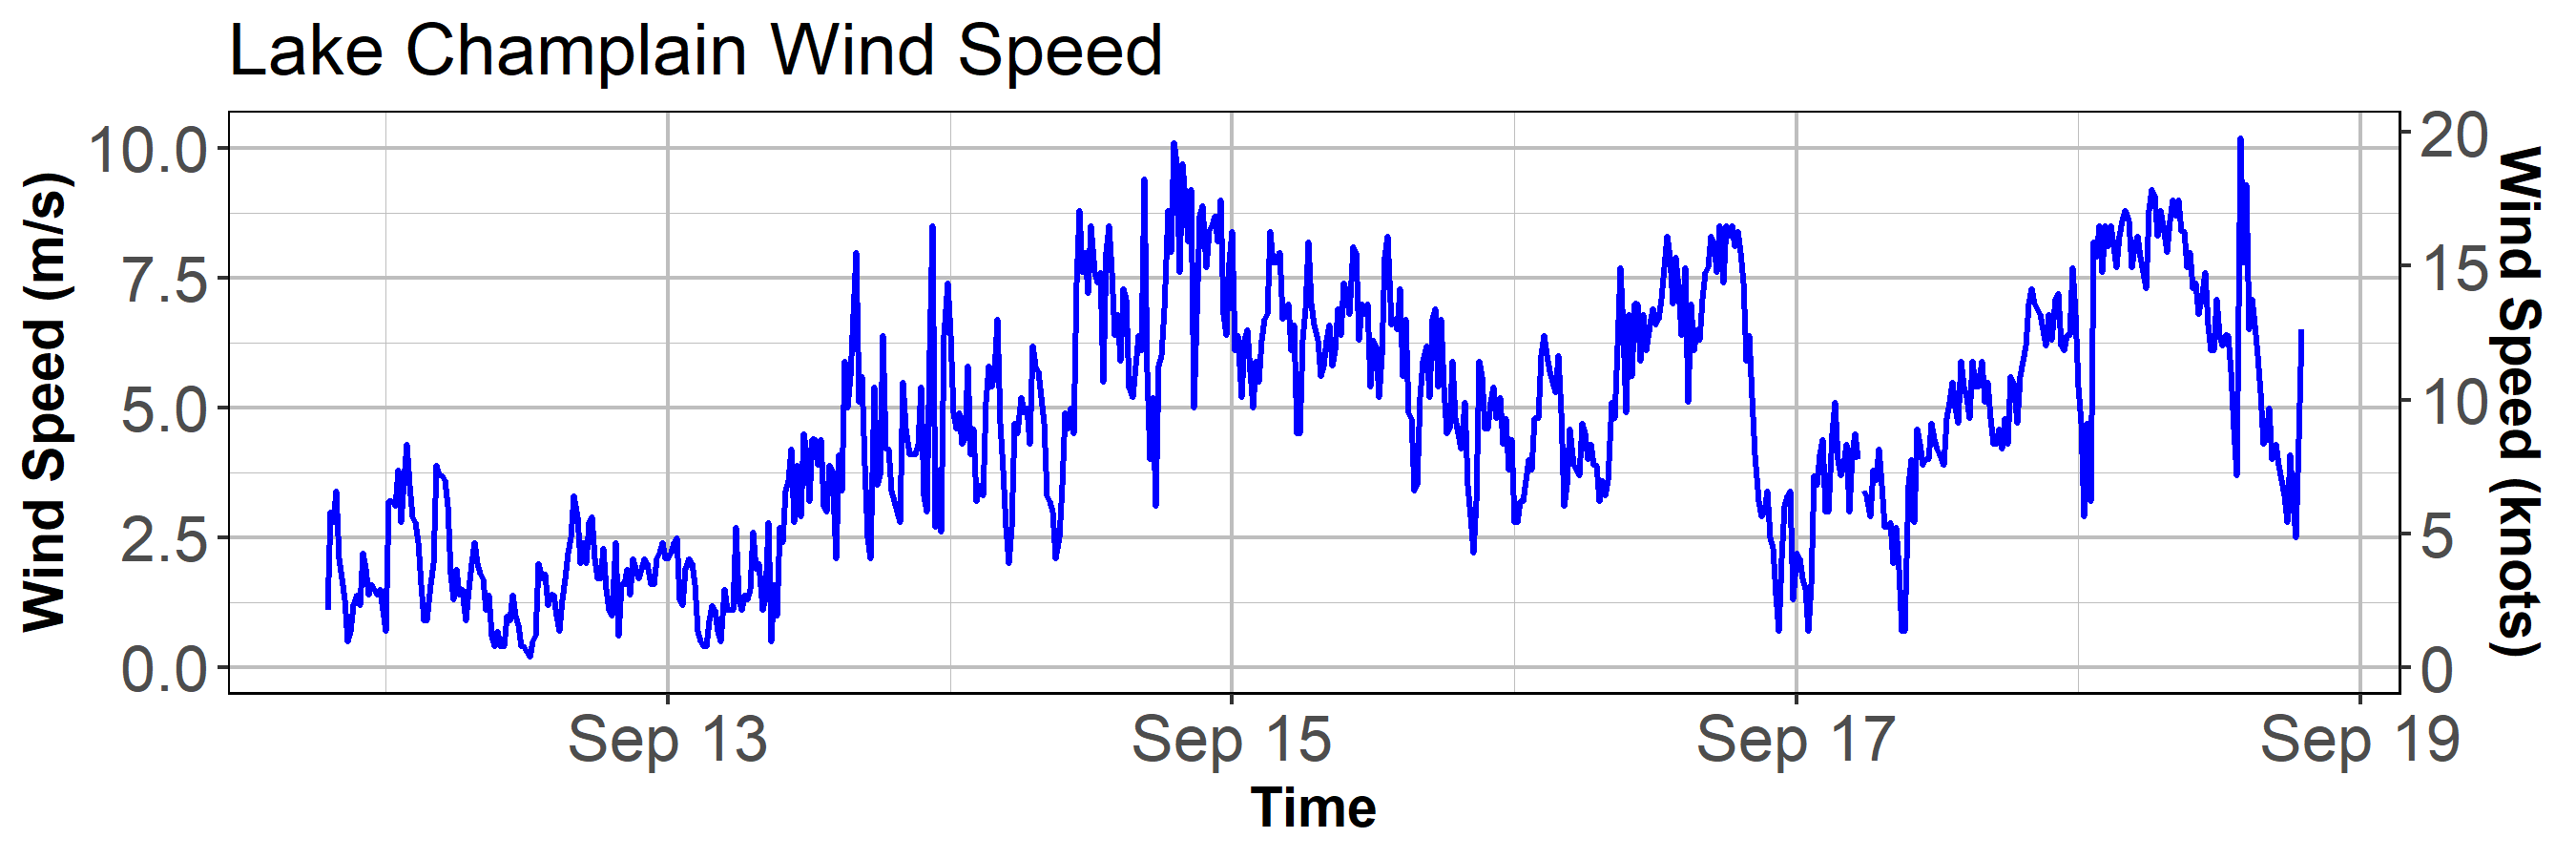 Lake Champlain Wind Speed
Wind Speed (m/s)
10.0
7.5
5.0
2.5
0.0
20
15
10
5
0
Wind Speed (knots)
Sep 13
Sep 15
Sep 17
Sep 19
Time